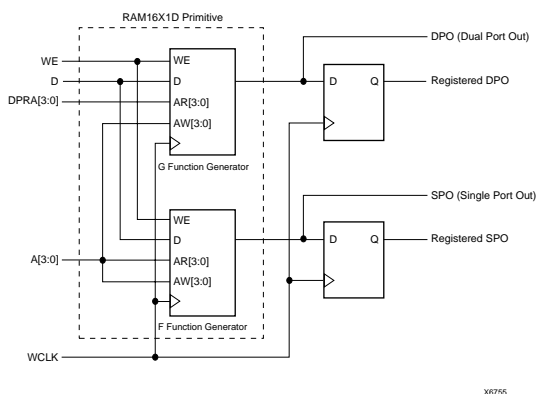 RAM16X1D Primitive
DPO (Dual Port Out)
WE
WE
D
D
D
Q
Registered DPO
DPRA[3:0]
AR[3:0]
AW[3:0]
G Function Generator
SPO (Single Port Out)
WE
D
D
Q
Registered SPO
A[3:0]
AR[3:0]
AW[3:0]
F Function Generator
WCLK
X6755